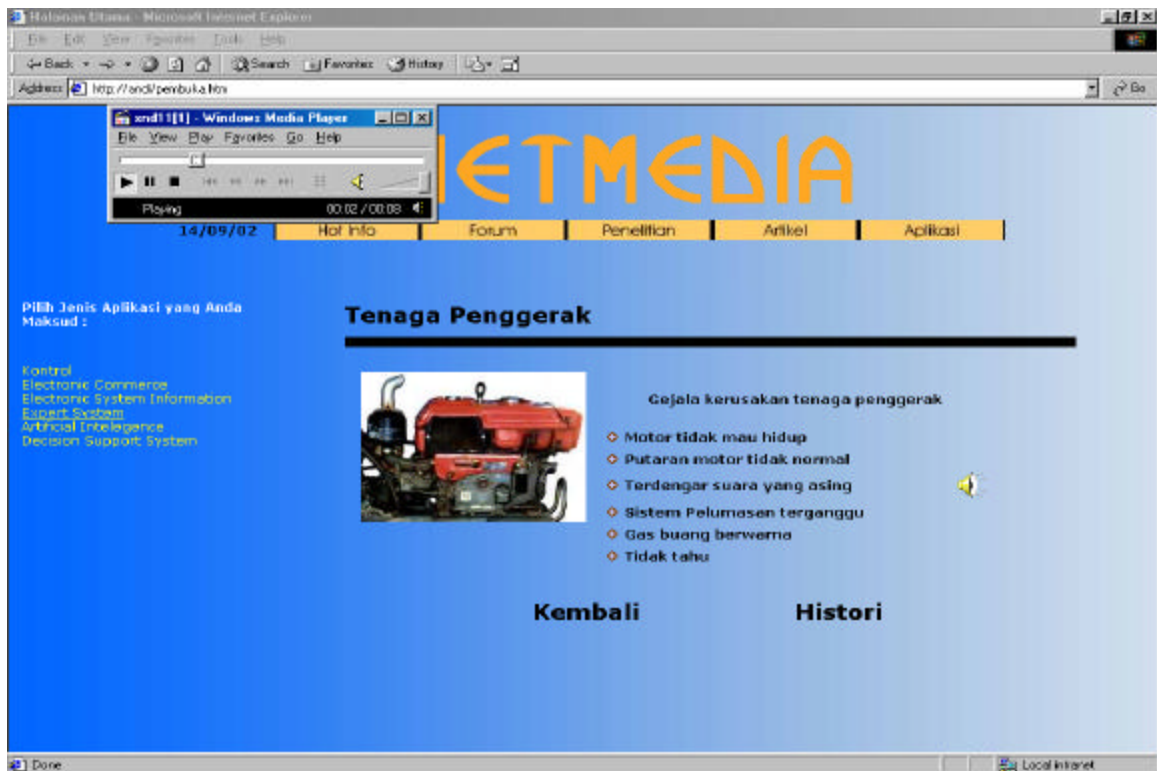 Halaman Utama - Microsoft Internet Explorer
File Edit View Favorites Tools Help
Back Search Favorites History
Address http://andi/pembuka.htm Go
xnd11[1] - Windows Media Player
File View Play Favorites Go Help
Playing 00:02 / 00:08
ETMEDIA
14/09/02 Hot Info Forum Penelitian Artikel Aplikasi
Pilih Jenis Aplikasi yang Anda
Maksud :
Kontrol
Electronic Commerce
Electronic System Information
Expert System
Artificial Intelegence
Decision Support System
Tenaga Penggerak
Gejala kerusakan tenaga penggerak
Motor tidak mau hidup
Putaran motor tidak normal
Terdengar suara yang asing
Sistem Pelumasan terganggu
Gas buang berwarna
Tidak tahu
Kembali Histori
Done Local intranet